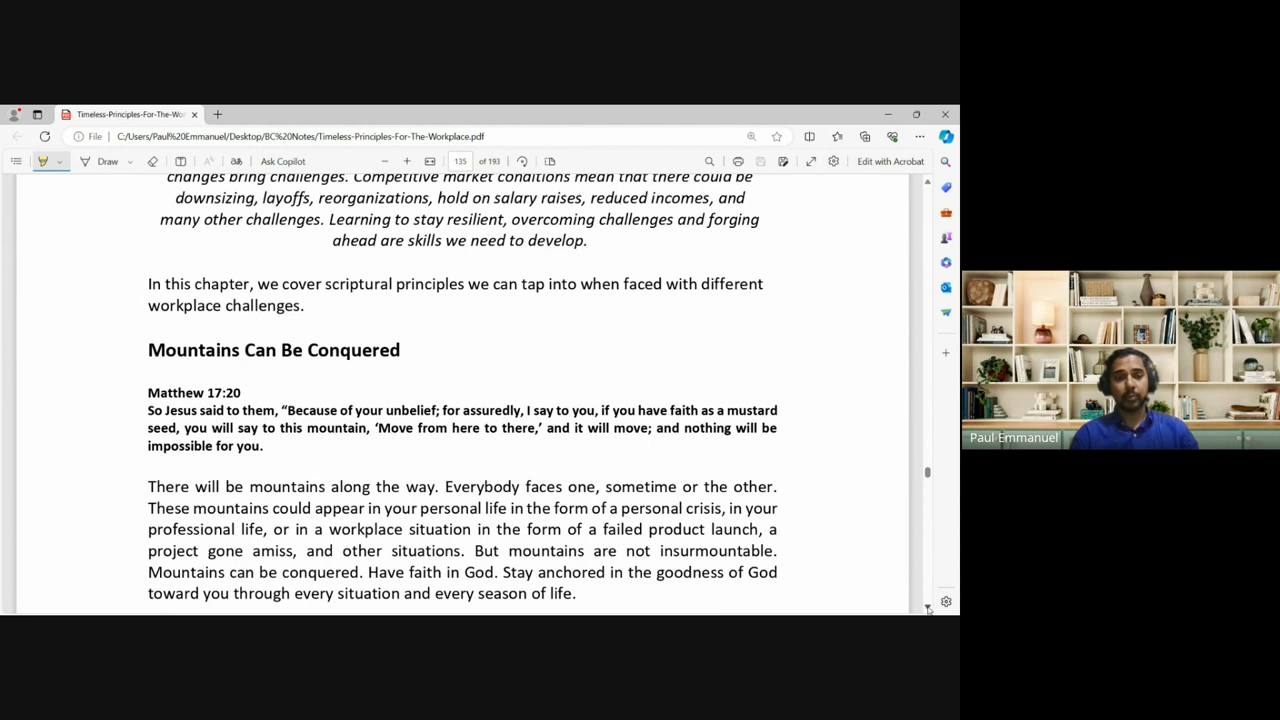 Timeless-Principles-For-The-Wor
File
C:/Users/Paul%20Emmanuel/Desktop/BC%20Notes/Timeless-Principles-For-The-Workplace.pdf
Draw
Ask Copilot
135 of 193
Edit with Acrobat
changes bring challenges. Competitive market conditions mean that there could be
downsizing, layoffs, reorganizations, hold on salary raises, reduced incomes, and
many other challenges. Learning to stay resilient, overcoming challenges and forging
ahead are skills we need to develop.
In this chapter, we cover scriptural principles we can tap into when faced with different
workplace challenges.
Mountains Can Be Conquered
Matthew 17:20
So Jesus said to them, “Because of your unbelief; for assuredly, I say to you, if you have faith as a mustard
seed, you will say to this mountain, ‘Move from here to there,’ and it will move; and nothing will be
impossible for you.
There will be mountains along the way. Everybody faces one, sometime or the other.
These mountains could appear in your personal life in the form of a personal crisis, in your
professional life, or in a workplace situation in the form of a failed product launch, a
project gone amiss, and other situations. But mountains are not insurmountable.
Mountains can be conquered. Have faith in God. Stay anchored in the goodness of God
toward you through every situation and every season of life.
Paul Emmanuel